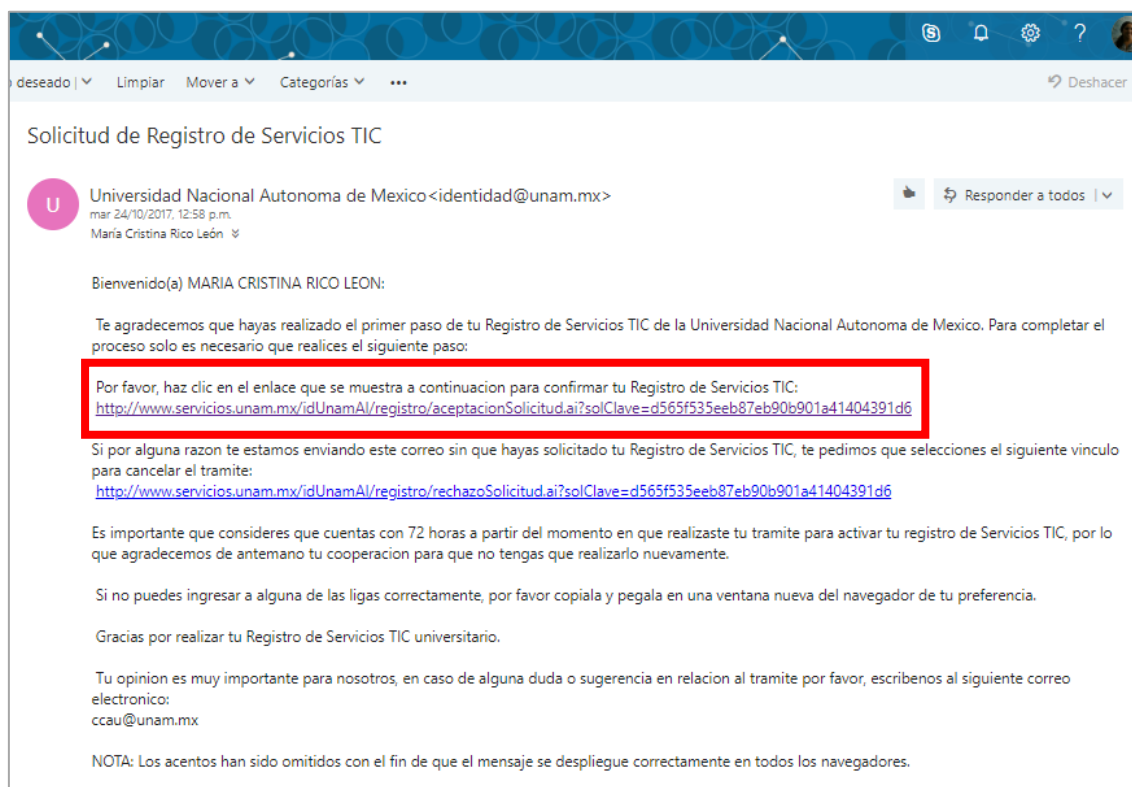 o deseado | Limpiar Mover a Categorías ••• Deshacer
Solicitud de Registro de Servicios TIC
U
Universidad Nacional Autonoma de Mexico<identidad@unam.mx>
Responder a todos |
mar 24/10/2017, 12:58 p.m.
María Cristina Rico León
Bienvenido(a) MARIA CRISTINA RICO LEON:
Te agradecemos que hayas realizado el primer paso de tu Registro de Servicios TIC de la Universidad Nacional Autonoma de Mexico. Para completar el
proceso solo es necesario que realices el siguiente paso:
Por favor, haz clic en el enlace que se muestra a continuacion para confirmar tu Registro de Servicios TIC:
http://www.servicios.unam.mx/idUnamAI/registro/aceptacionSolicitud.ai?solClave=d565f535eeb87eb90b901a41404391d6
Si por alguna razon te estamos enviando este correo sin que hayas solicitado tu Registro de Servicios TIC, te pedimos que selecciones el siguiente vinculo
para cancelar el tramite:
http://www.servicios.unam.mx/idUnamAI/registro/rechazoSolicitud.ai?solClave=d565f535eeb87eb90b901a41404391d6
Es importante que consideres que cuentas con 72 horas a partir del momento en que realizaste tu tramite para activar tu registro de Servicios TIC, por lo
que agradecemos de antemano tu cooperacion para que no tengas que realizarlo nuevamente.
Si no puedes ingresar a alguna de las ligas correctamente, por favor copiala y pegala en una ventana nueva del navegador de tu preferencia.
Gracias por realizar tu Registro de Servicios TIC universitario.
Tu opinion es muy importante para nosotros, en caso de alguna duda o sugerencia en relacion al tramite por favor, escribenos al siguiente correo
electronico:
ccau@unam.mx
NOTA: Los acentos han sido omitidos con el fin de que el mensaje se despliegue correctamente en todos los navegadores.